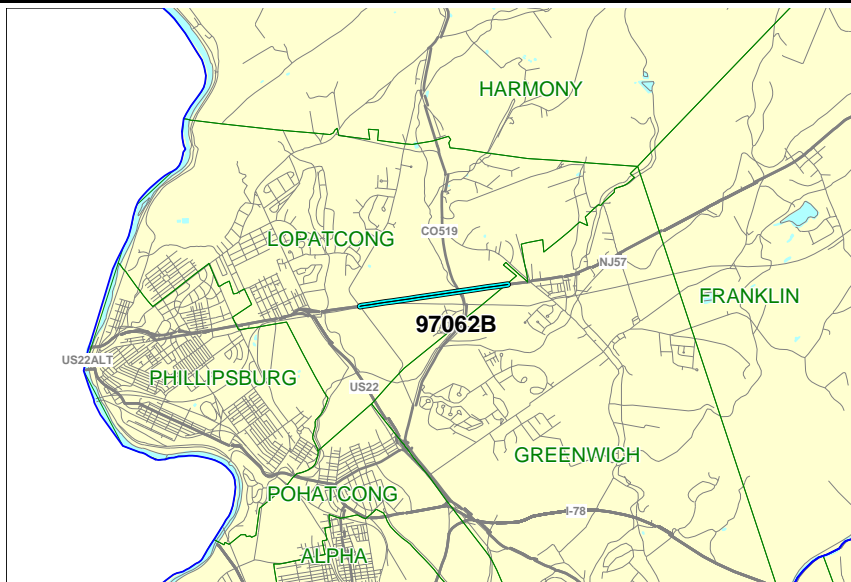 HARMONY
CO519
LOPATCONG
NJ57
FRANKLIN
97062B
US22ALT
PHILLIPSBURG
US22
GREENWICH
POHATCONG
I-78
ALPHA